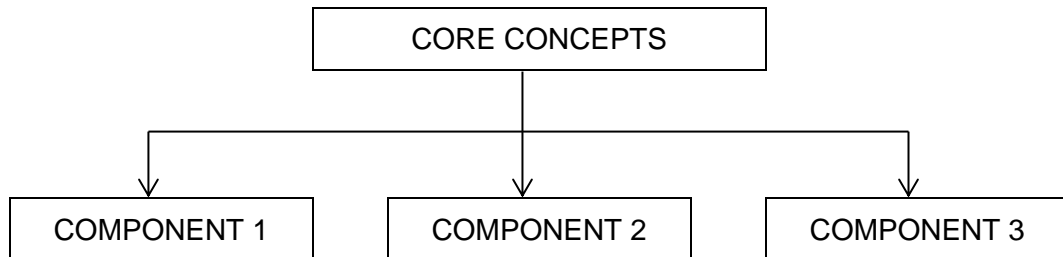 CORE CONCEPTS
COMPONENT 1
COMPONENT 2
COMPONENT 3